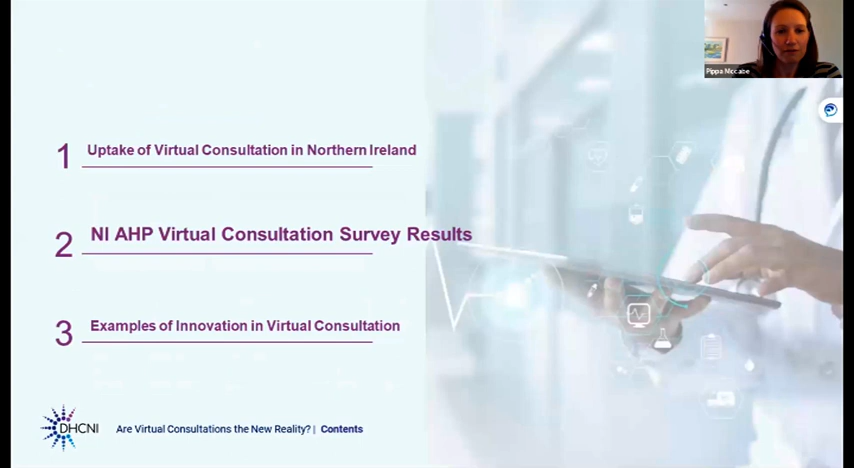 Pippa Mccabe
1 Uptake of Virtual Consultation in Northern Ireland
2 NI AHP Virtual Consultation Survey Results
3 Examples of Innovation in Virtual Consultation
DHCNI Are Virtual Consultations the New Reality? | Contents